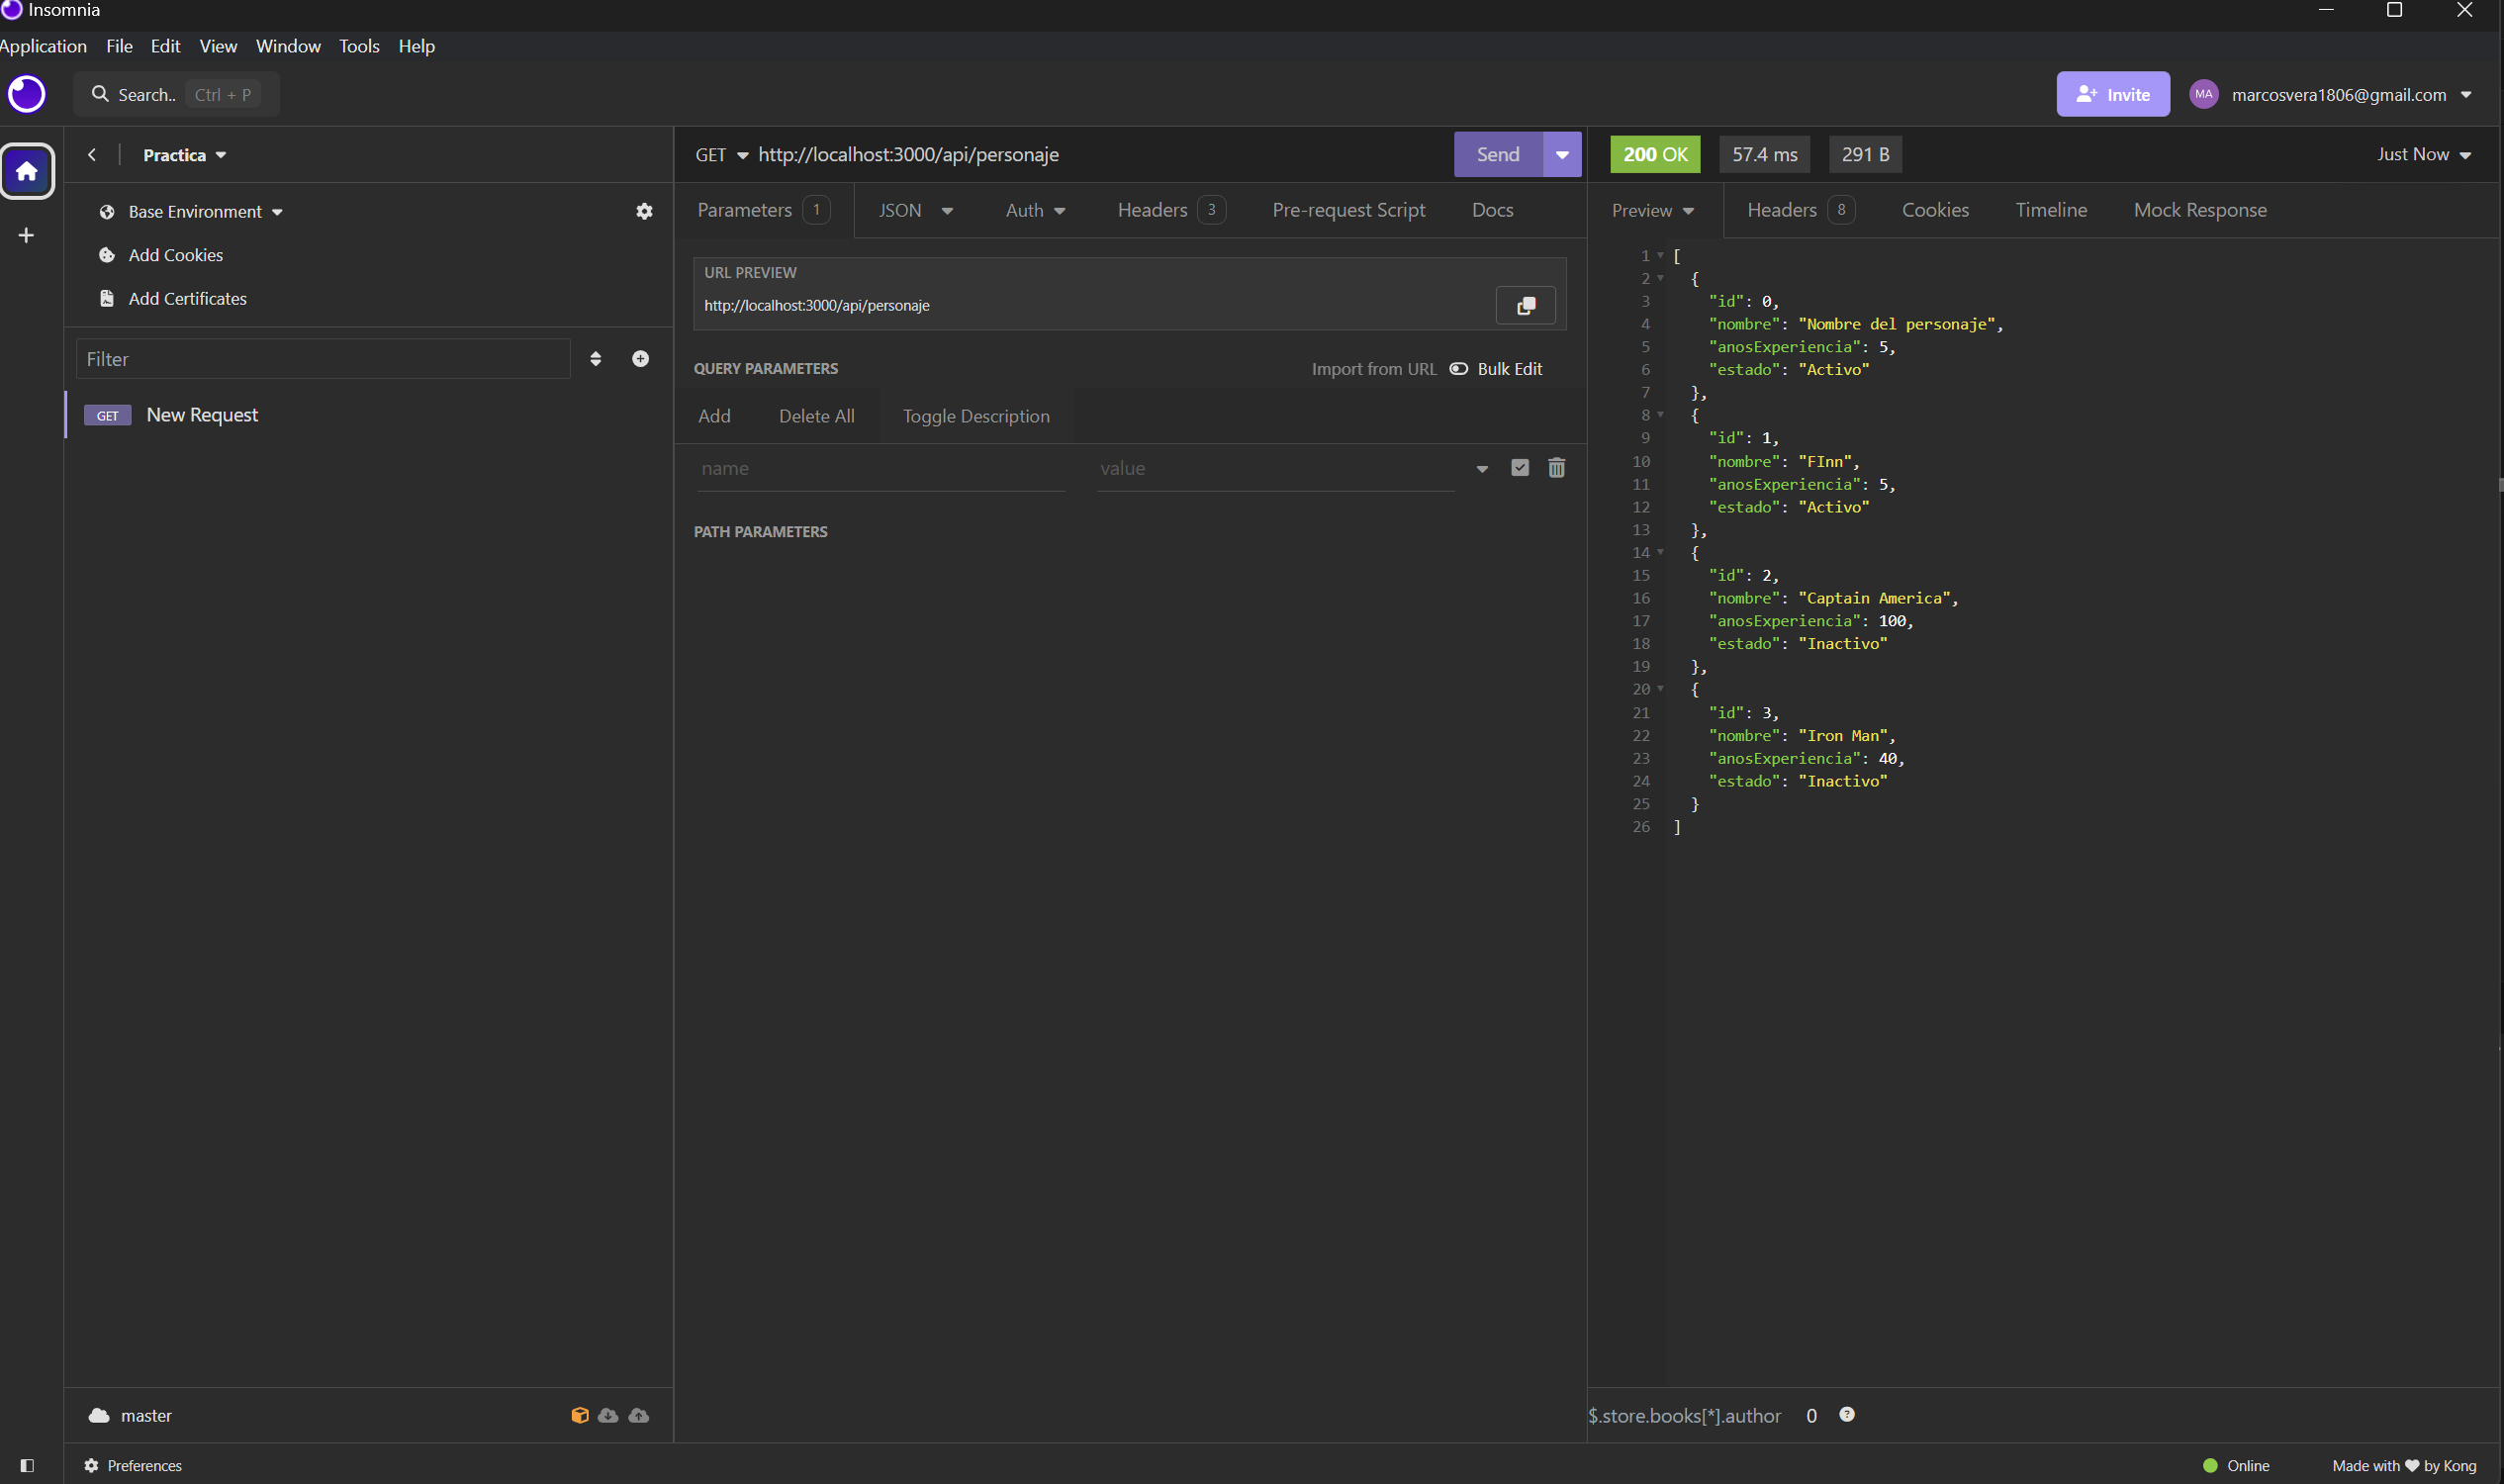 Insomnia
Application File Edit View Window Tools Help
Search.. Ctrl + P
Invite MA marcosvera1806@gmail.com
Practica
Base Environment
Add Cookies
Add Certificates
Filter
GET New Request
master
Preferences
GET http://localhost:3000/api/personaje Send
Parameters 1 JSON Auth Headers 3 Pre-request Script Docs
URL PREVIEW
http://localhost:3000/api/personaje
QUERY PARAMETERS Import from URL Bulk Edit
Add Delete All Toggle Description
name value
PATH PARAMETERS
200 OK 57.4 ms 291 B Just Now
Preview Headers 8 Cookies Timeline Mock Response
1 [
2 {
3 "id": 0,
4 "nombre": "Nombre del personaje",
5 "anosExperiencia": 5,
6 "estado": "Activo"
7 },
8 {
9 "id": 1,
10 "nombre": "FInn",
11 "anosExperiencia": 5,
12 "estado": "Activo"
13 },
14 {
15 "id": 2,
16 "nombre": "Captain America",
17 "anosExperiencia": 100,
18 "estado": "Inactivo"
19 },
20 {
21 "id": 3,
22 "nombre": "Iron Man",
23 "anosExperiencia": 40,
24 "estado": "Inactivo"
25 }
26 ]
$.store.books[*].author 0 ?
Online Made with ♥ by Kong